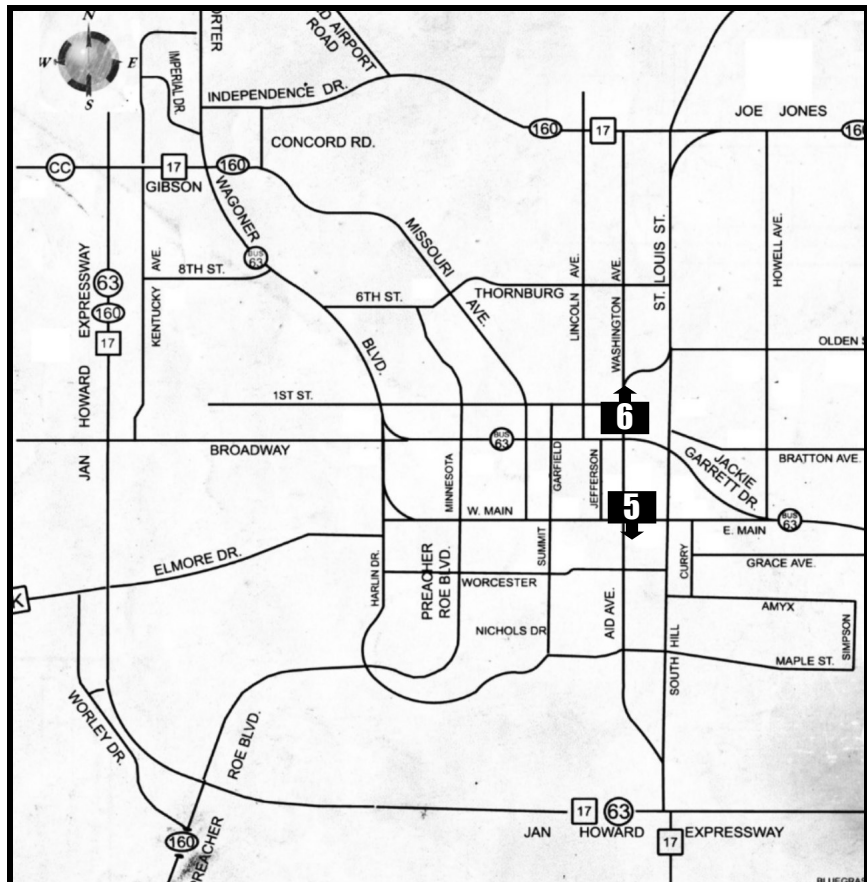 N
W E
S
IMPERIAL DR.
PORTER
AIRPORT
ROAD
INDEPENDENCE DR.
CONCORD RD.
160
17
JOE JONES
160
CC
17
160
GIBSON
WAGONER
BUS
63
BLVD.
MISSOURI
AVE.
8TH ST.
6TH ST.
THORNBURG
LINCOLN AVE.
WASHINGTON AVE.
ST. LOUIS ST.
HOWELL AVE.
KENTUCKY AVE.
63
160
17
JAN HOWARD EXPRESSWAY
OLDEN S
1ST ST.
6
BROADWAY
BUS
63
GARFIELD
JEFFERSON
MINNESOTA
JACKIE
GARRETT DR.
BRATTON AVE.
W. MAIN
5
E. MAIN
BUS
63
ELMORE DR.
HARLIN DR.
PREACHER
ROE BLVD.
SUMMIT
WORCESTER
CURRY
GRACE AVE.
K
AMYX
AID AVE.
NICHOLS DR
SIMPSON
SOUTH HILL
MAPLE ST.
WORLEY DR.
ROE BLVD.
17
63
JAN HOWARD EXPRESSWAY
160
PREACHER
17